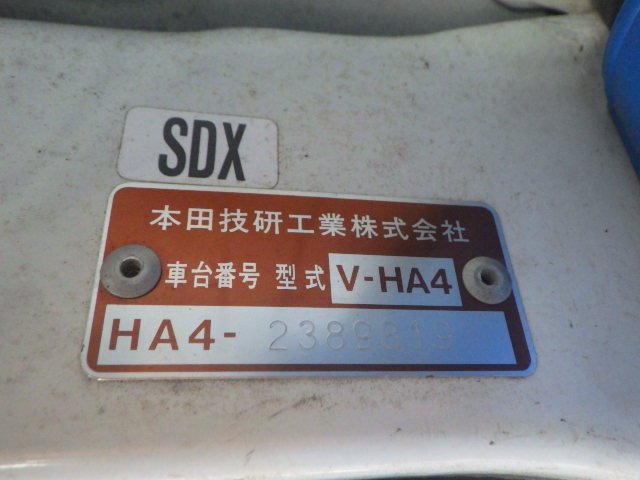 SDX
本田技研工業株式会社
車台番号 型式 V-HA4
HA4- 2389819